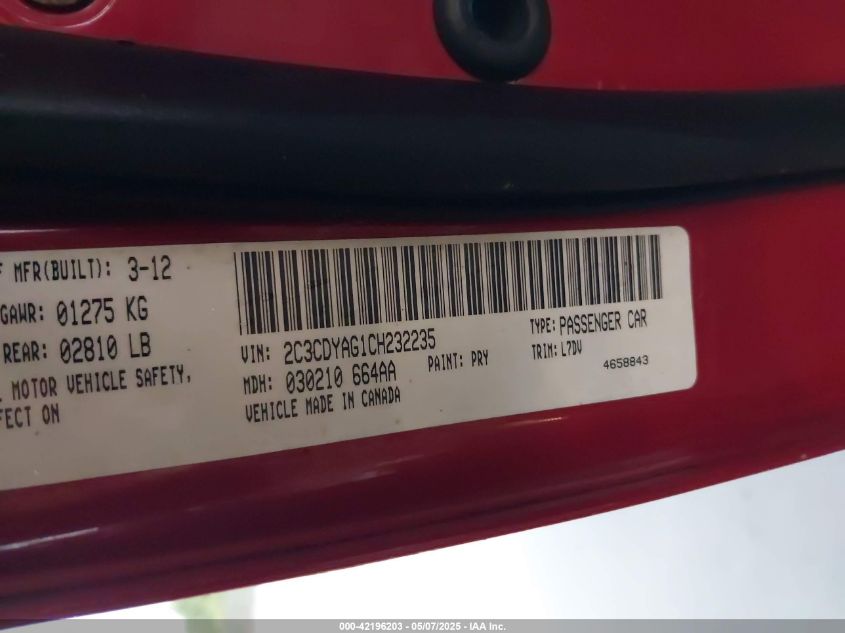 F MFR(BUILT): 3-12
GAWR: 01275 KG
REAR: 02810 LB
MOTOR VEHICLE SAFETY,
FECT ON
VIN: 2C3CDYAG1CH232235
TYPE: PASSENGER CAR
MDH: 030210 664AA
PAINT: PRY
TRIM: L7DV
VEHICLE MADE IN CANADA
4658843
000-42196203 - 05/07/2025 - IAA Inc.